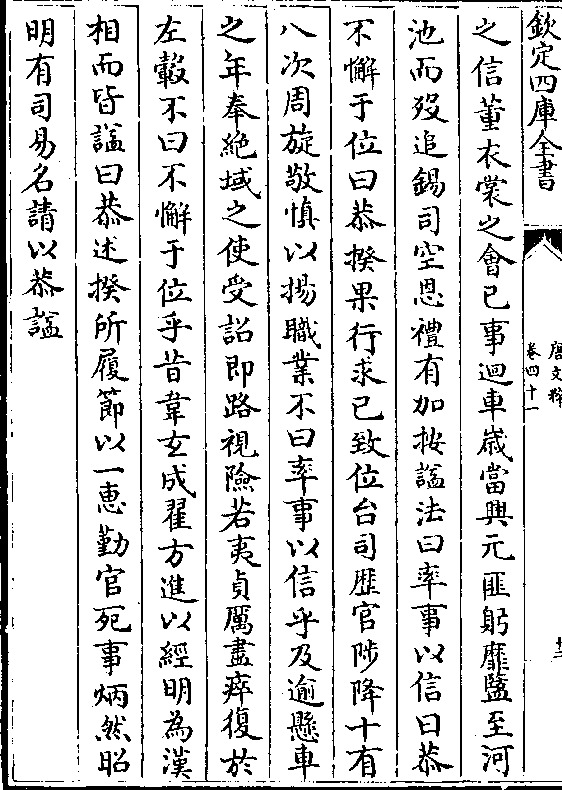 欽定四庫全書
唐文粹
卷四十一
之信董衣裳之會已事迴車歲當興元匪躬靡盬至河
池而歿追錫司空恩禮有加按諡法曰率事以信曰恭
不懈于位曰恭揆果行求已致位台司歷官陟降十有
八次周旋敬慎以揚職業不曰率事以信乎及逾懸車
之年奉絶域之使受詔即路視險若夷貞厲盡瘁復於
左轂不曰不懈于位乎昔韋玄成翟方進以經明為漢
相而皆諡曰恭述揆所履節以一恵勤官死事炳然昭
明有司易名請以恭諡